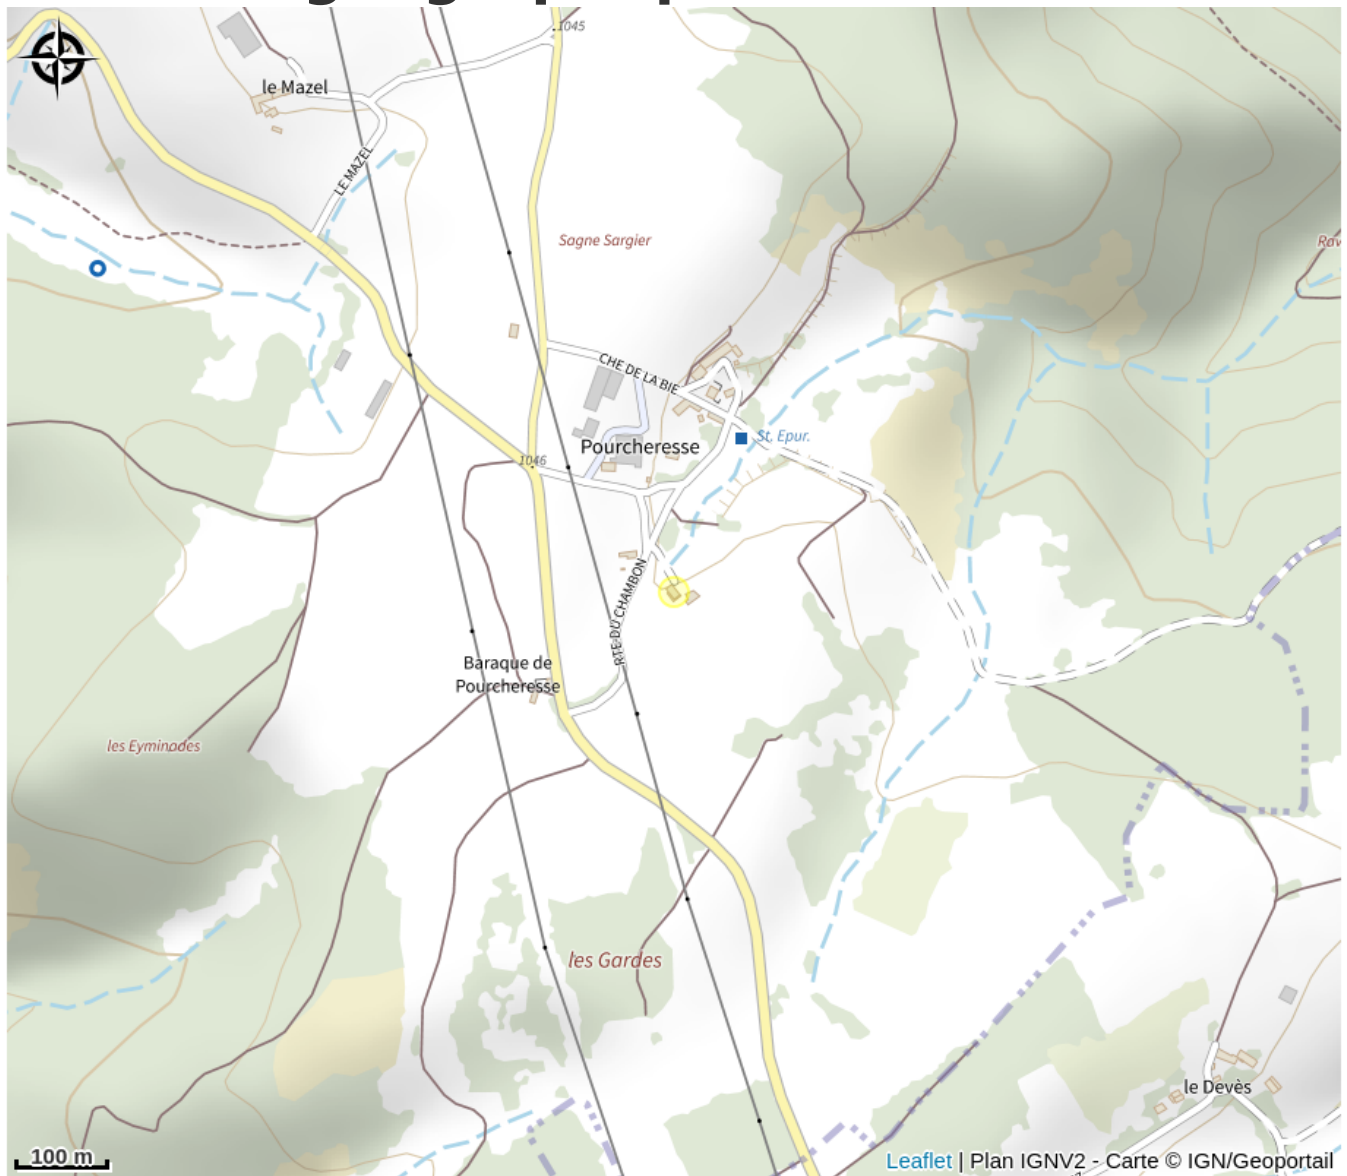 1045
le Mazel
LE MAZEL
Sagne Sargier
CHE DE LA BIE
St. Epur.
Pourcheresse
1046
RTE DU CHAMBON
Baraque de
Pourcheresse
les Eyminades
les Gardes
le Devès
100 m
Leaflet | Plan IGNV2 - Carte © IGN/Geoportail